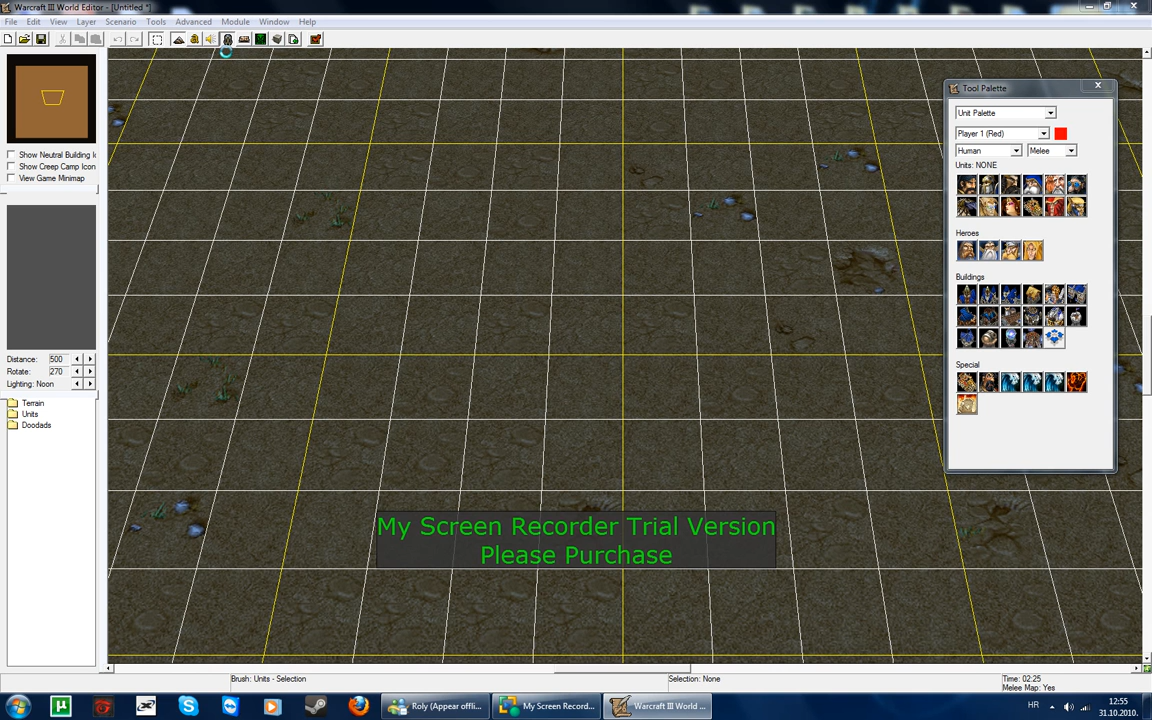 Warcraft III World Editor - [Untitled *]
File Edit View Layer Scenario Tools Advanced Module Window Help
Tool Palette
Unit Palette
Player 1 (Red)
Human Melee
Units: NONE
Heroes
Buildings
Special
Show Neutral Building I
Show Creep Camp Icon
View Game Minimap
Distance: 500
Rotate: 270
Lighting: Noon
Terrain
Units
Doodads
My Screen Recorder Trial Version
Please Purchase
Brush: Units - Selection Selection: None Time: 02:25
Melee Map: Yes
Roly (Appear offli... My Screen Record... Warcraft III World ... HR 12:55
31.10.2010.